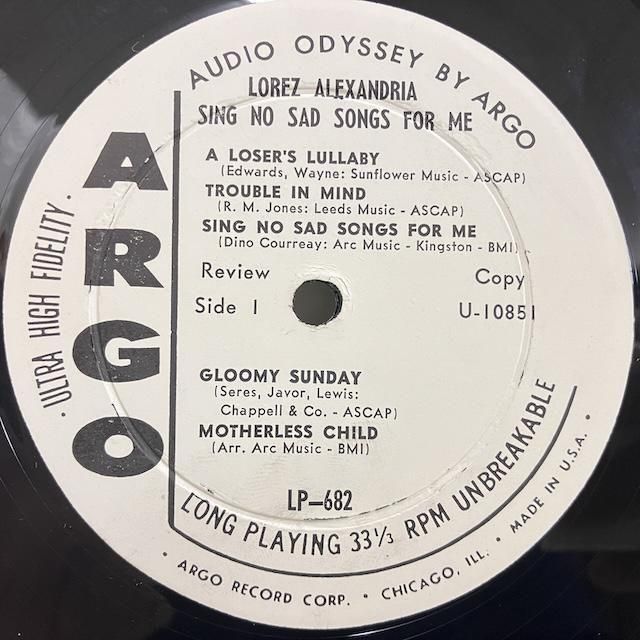 AUDIO ODYSSEY BY ARGO
LOREZ ALEXANDRIA
SING NO SAD SONGS FOR ME
ARGO
· ULTRA HIGH FIDELITY ·
A LOSER'S LULLABY
(Edwards, Wayne: Sunflower Music - ASCAP)
TROUBLE IN MIND
(R. M. Jones: Leeds Music - ASCAP)
SING NO SAD SONGS FOR ME
(Dino Courreay: Arc Music - Kingston - BMI)
Review Copy
Side 1 U-10851
GLOOMY SUNDAY
(Seres, Javor, Lewis:
Chappell & Co. - ASCAP)
MOTHERLESS CHILD
(Arr. Arc Music - BMI)
LP—682
LONG PLAYING 33⅓ RPM UNBREAKABLE
· ARGO RECORD CORP. · CHICAGO, ILL. · MADE IN U.S.A. ·